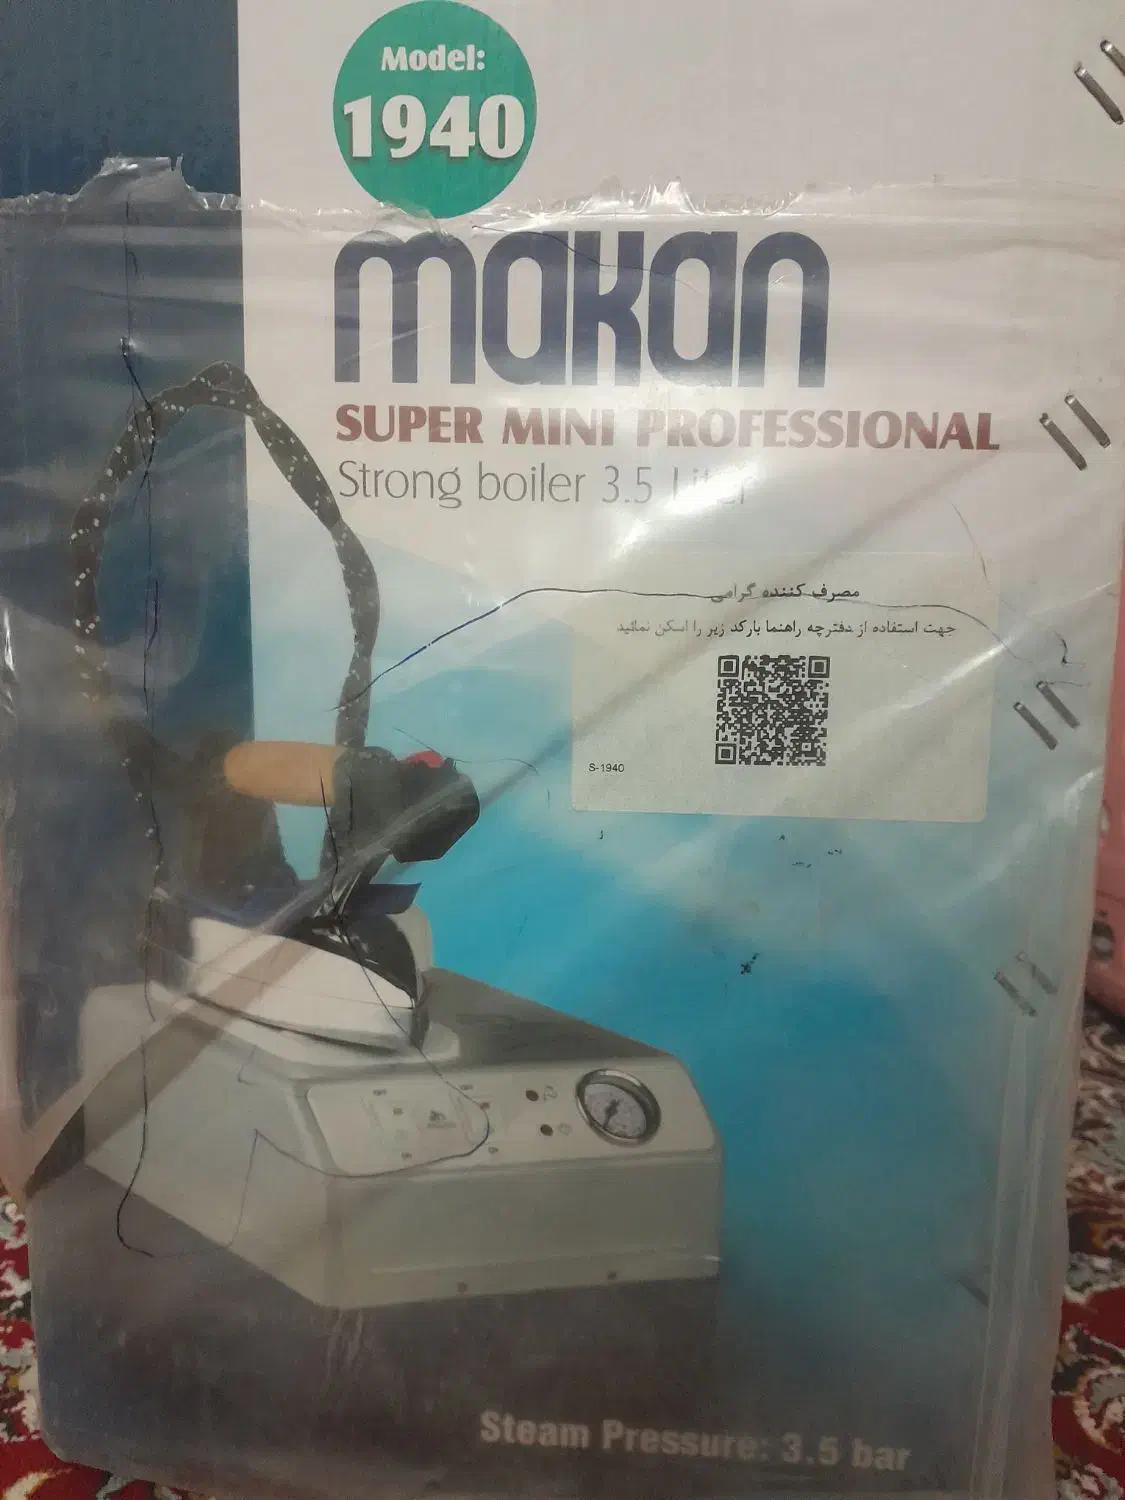 Model:
1940
makan
SUPER MINI PROFESSIONAL
Strong boiler 3.5 Liter
مصرف کننده گرامی
جهت استفاده از دفترچه راهنما بارکد زیر را اسکن نمائید
S-1940
Steam Pressure: 3.5 bar